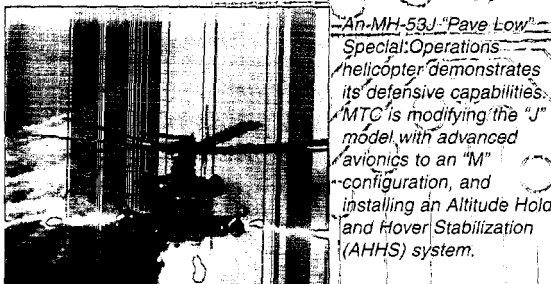 An MH-53J "Pave Low"
Special Operations
helicopter demonstrates
its defensive capabilities.
MTC is modifying the "J"
model with advanced
avionics to an "M"
configuration, and
installing an Altitude Hold
and Hover Stabilization
(AHHS) system.